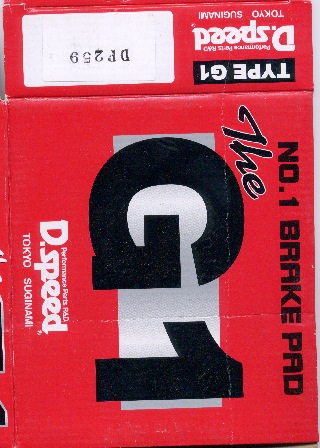 D.speed
Performance Parts R&D
TOKYO SUGINAMI
TYPE G1
DP259
NO.1 BRAKE PAD
The
G1
Performance Parts R&D.
D.speed®
TOKYO SUGINAMI